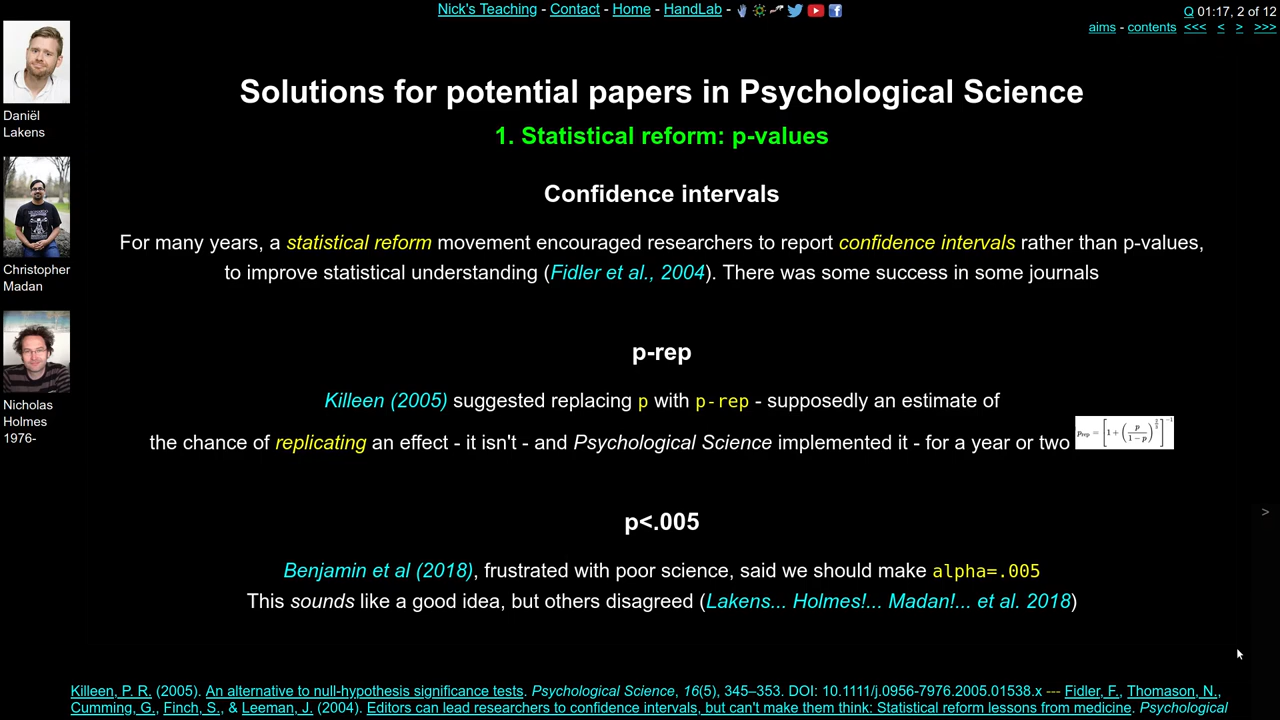 Nick's Teaching - Contact - Home - HandLab -
Q 01:17, 2 of 12
aims - contents <<< < > >>>
Daniël
Lakens
Christopher
Madan
Nicholas
Holmes
1976-
Solutions for potential papers in Psychological Science
1. Statistical reform: p-values
Confidence intervals
For many years, a statistical reform movement encouraged researchers to report confidence intervals rather than p-values,
to improve statistical understanding (Fidler et al., 2004). There was some success in some journals
p-rep
Killeen (2005) suggested replacing p with p-rep - supposedly an estimate of
the chance of replicating an effect - it isn't - and Psychological Science implemented it - for a year or two p_rep = [1 + (p/(1-p))^(2/3)]^-1
>
p<.005
Benjamin et al (2018), frustrated with poor science, said we should make alpha=.005
This sounds like a good idea, but others disagreed (Lakens... Holmes!... Madan!... et al. 2018)
Killeen, P. R. (2005). An alternative to null-hypothesis significance tests. Psychological Science, 16(5), 345–353. DOI: 10.1111/j.0956-7976.2005.01538.x --- Fidler, F., Thomason, N.,
Cumming, G., Finch, S., & Leeman, J. (2004). Editors can lead researchers to confidence intervals, but can't make them think: Statistical reform lessons from medicine. Psychological